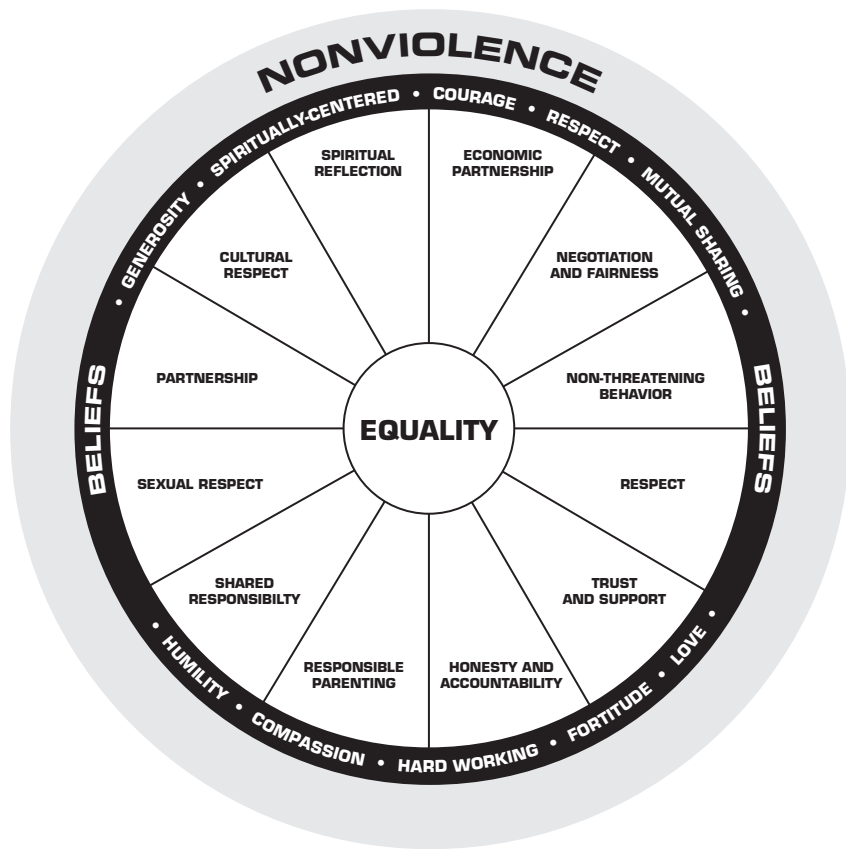 NONVIOLENCE
• GENEROSITY • SPIRITUALLY-CENTERED • COURAGE • RESPECT • MUTUAL SHARING •
BELIEFS
BELIEFS
SPIRITUAL
REFLECTION
ECONOMIC
PARTNERSHIP
CULTURAL
RESPECT
NEGOTIATION
AND FAIRNESS
PARTNERSHIP
NON-THREATENING
BEHAVIOR
EQUALITY
SEXUAL RESPECT
RESPECT
SHARED
RESPONSIBILTY
TRUST
AND SUPPORT
RESPONSIBLE
PARENTING
HONESTY AND
ACCOUNTABILITY
• HUMILITY • COMPASSION • HARD WORKING • FORTITUDE • LOVE •